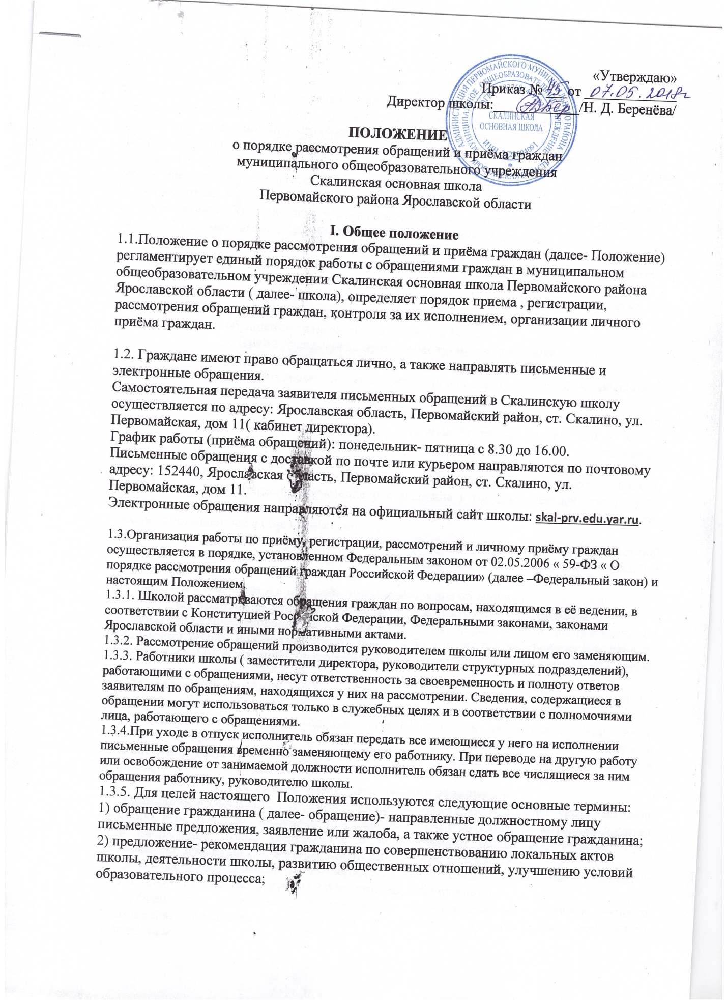 «Утверждаю»
Приказ № 45 от 07.05.2018г
Директор школы: /Н. Д. Беренёва/
АДМИНИСТРАЦИЯ ПЕРВОМАЙСКОГО МУНИЦИПАЛЬНОГО РАЙОНА
ЯРОСЛАВСКАЯ ОБЛАСТЬ
МУНИЦИПАЛЬНОЕ ОБЩЕОБРАЗОВАТЕЛЬНОЕ УЧРЕЖДЕНИЕ
СКАЛИНСКАЯ
ОСНОВНАЯ ШКОЛА
ПОЛОЖЕНИЕ
о порядке рассмотрения обращений и приёма граждан
муниципального общеобразовательного учреждения
Скалинская основная школа
Первомайского района Ярославской области
I. Общее положение
1.1.Положение о порядке рассмотрения обращений и приёма граждан (далее- Положение)
регламентирует единый порядок работы с обращениями граждан в муниципальном
общеобразовательном учреждении Скалинская основная школа Первомайского района
Ярославской области ( далее- школа), определяет порядок приема , регистрации,
рассмотрения обращений граждан, контроля за их исполнением, организации личного
приёма граждан.
1.2. Граждане имеют право обращаться лично, а также направлять письменные и
электронные обращения.
Самостоятельная передача заявителя письменных обращений в Скалинскую школу
осуществляется по адресу: Ярославская область, Первомайский район, ст. Скалино, ул.
Первомайская, дом 11( кабинет директора).
График работы (приёма обращений): понедельник- пятница с 8.30 до 16.00.
Письменные обращения с доставкой по почте или курьером направляются по почтовому
адресу: 152440, Ярославская область, Первомайский район, ст. Скалино, ул.
Первомайская, дом 11.
Электронные обращения направляются на официальный сайт школы: skal-prv.edu.yar.ru.
1.3.Организация работы по приёму, регистрации, рассмотрений и личному приёму граждан
осуществляется в порядке, установленном Федеральным законом от 02.05.2006 « 59-ФЗ « О
порядке рассмотрения обращений граждан Российской Федерации» (далее –Федеральный закон) и
настоящим Положением.
1.3.1. Школой рассматриваются обращения граждан по вопросам, находящимся в её ведении, в
соответствии с Конституцией Российской Федерации, Федеральными законами, законами
Ярославской области и иными нормативными актами.
1.3.2. Рассмотрение обращений производится руководителем школы или лицом его заменяющим.
1.3.3. Работники школы ( заместители директора, руководители структурных подразделений),
работающими с обращениями, несут ответственность за своевременность и полноту ответов
заявителям по обращениям, находящихся у них на рассмотрении. Сведения, содержащиеся в
обращении могут использоваться только в служебных целях и в соответствии с полномочиями
лица, работающего с обращениями.
1.3.4.При уходе в отпуск исполнитель обязан передать все имеющиеся у него на исполнении
письменные обращения временно заменяющему его работнику. При переводе на другую работу
или освобождение от занимаемой должности исполнитель обязан сдать все числящиеся за ним
обращения работнику, руководителю школы.
1.3.5. Для целей настоящего Положения используются следующие основные термины:
1) обращение гражданина ( далее- обращение)- направленные должностному лицу
письменные предложения, заявление или жалоба, а также устное обращение гражданина;
2) предложение- рекомендация гражданина по совершенствованию локальных актов
школы, деятельности школы, развитию общественных отношений, улучшению условий
образовательного процесса;